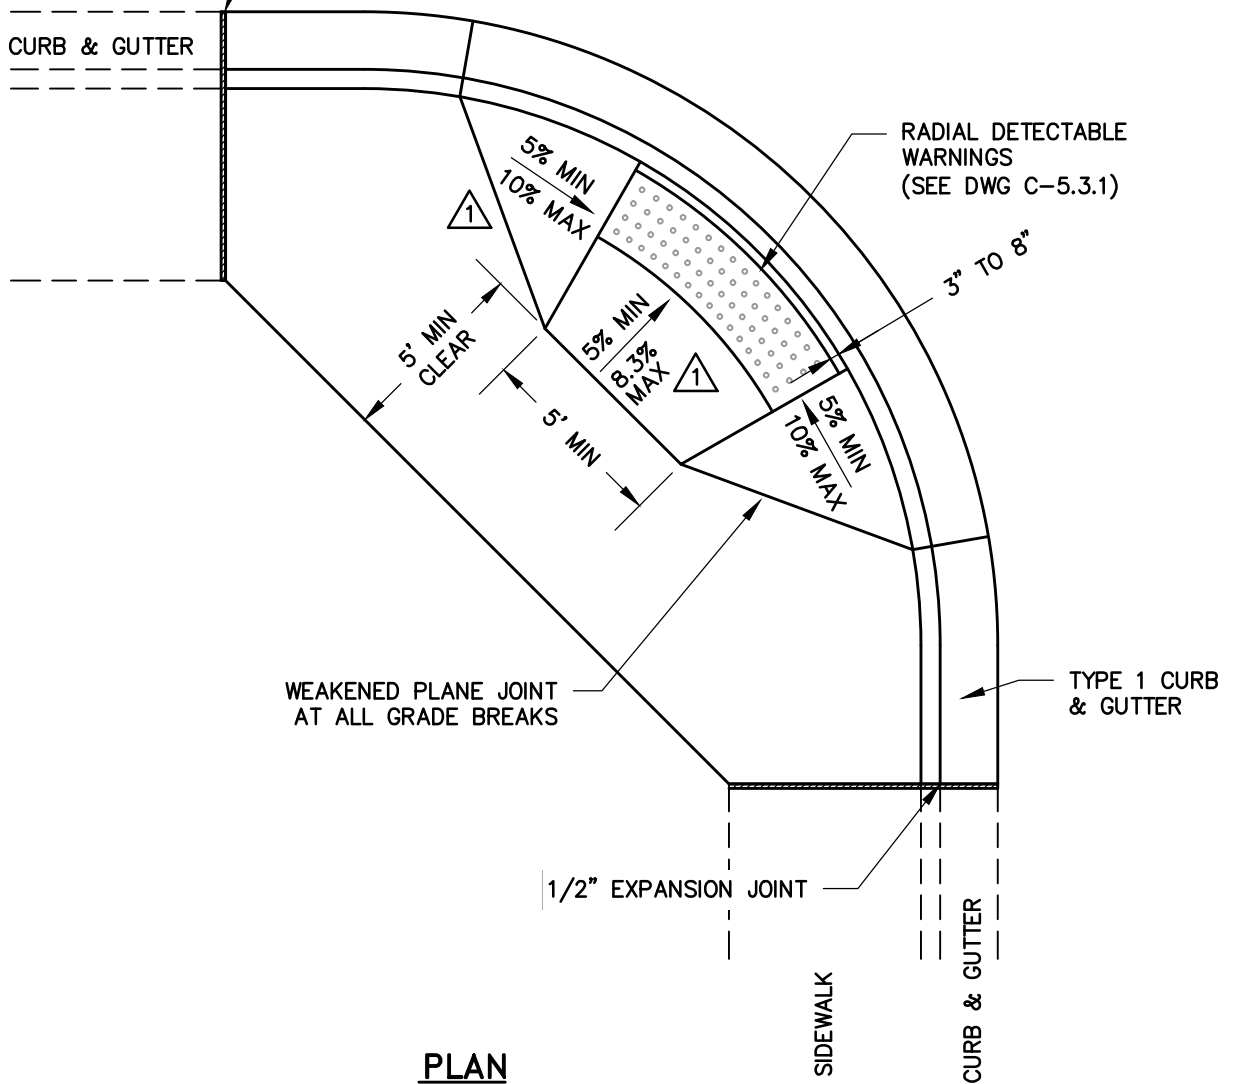 CURB & GUTTER
RADIAL DETECTABLE
WARNINGS
(SEE DWG C-5.3.1)
5% MIN
10% MAX
1
3" TO 8"
5' MIN
CLEAR
5% MIN
8.3%
MAX
1
5' MIN
5% MIN
10% MAX
WEAKENED PLANE JOINT
AT ALL GRADE BREAKS
TYPE 1 CURB
& GUTTER
1/2" EXPANSION JOINT
SIDEWALK
CURB & GUTTER
PLAN